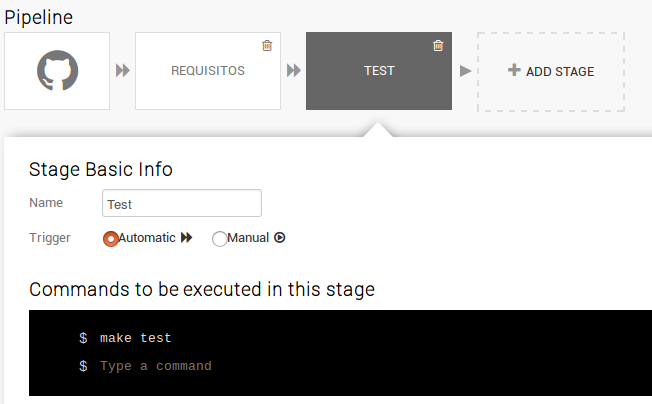 Pipeline
REQUISITOS
TEST
ADD STAGE
Stage Basic Info
Name
Test
Trigger
Automatic
Manual
Commands to be executed in this stage
$ make test
$ Type a command